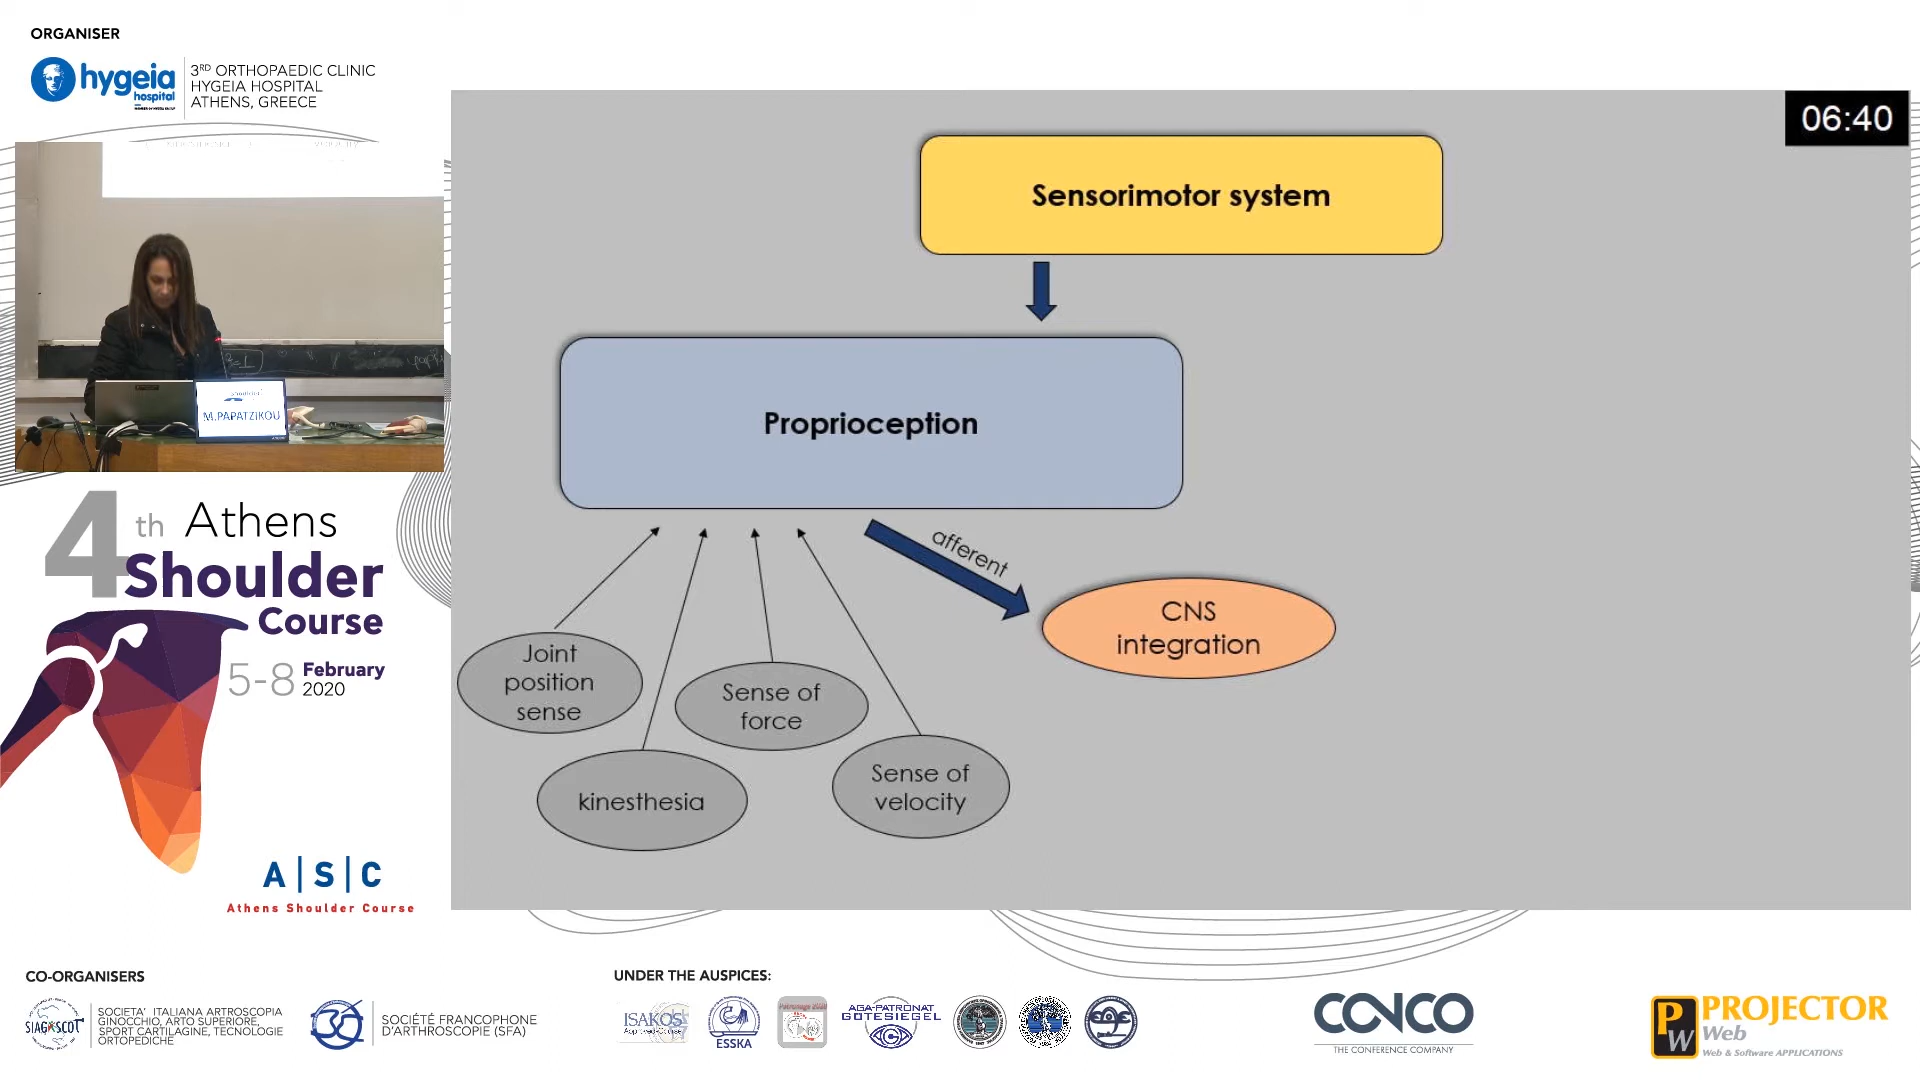 ORGANISER
hygeia
hospital
3RD ORTHOPAEDIC CLINIC
HYGEIA HOSPITAL
ATHENS, GREECE
M.PAPATZIKOU
4th Athens
Shoulder
Course
5-8 February
2020
A|S|C
Athens Shoulder Course
06:40
Sensorimotor system
Proprioception
afferent
CNS
integration
Joint
position
sense
Sense of
force
kinesthesia
Sense of
velocity
CO-ORGANISERS
SIAGASCOT
SOCIETA' ITALIANA ARTROSCOPIA
GINOCCHIO, ARTO SUPERIORE,
SPORT CARTILAGINE, TECNOLOGIE
ORTOPEDICHE
SOCIÉTÉ FRANCOPHONE
D'ARTHROSCOPIE (SFA)
UNDER THE AUSPICES:
ISAKOS
ESSKA
AGA-PATRONAT
GÜTESIEGEL
CONCO
THE CONFERENCE COMPANY
PW
PROJECTOR
Web
Web & Software APPLICATIONS